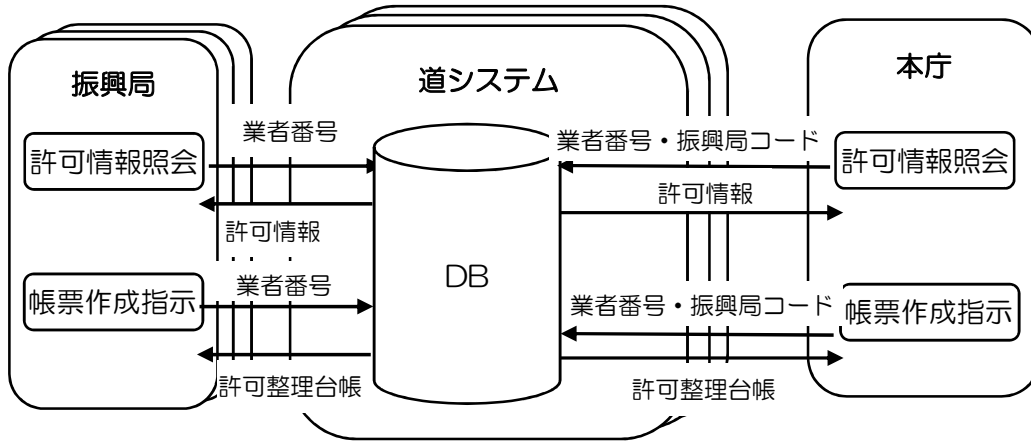 振興局
道システム
本庁
業者番号
業者番号・振興局コード
許可情報照会
許可情報照会
許可情報
許可情報
業者番号
DB
業者番号・振興局コード
帳票作成指示
帳票作成指示
許可整理台帳
許可整理台帳